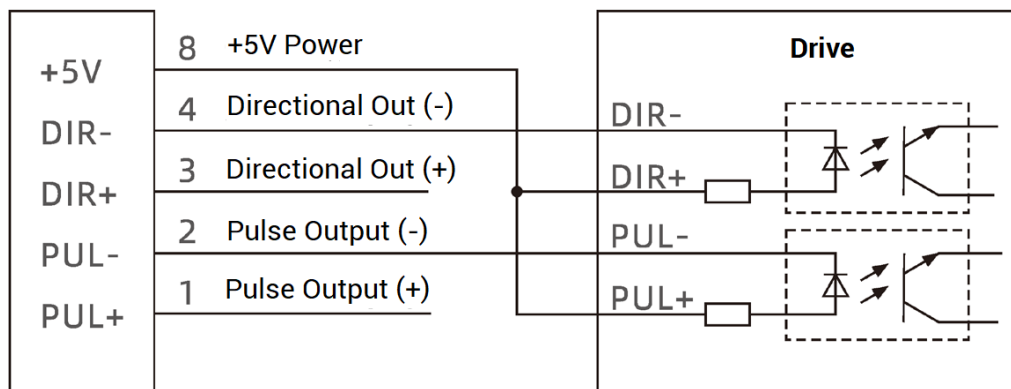 Drive
+5V
8
+5V Power
DIR-
4
Directional Out (-)
DIR-
DIR+
3
Directional Out (+)
DIR+
PUL-
2
Pulse Output (-)
PUL-
PUL+
1
Pulse Output (+)
PUL+